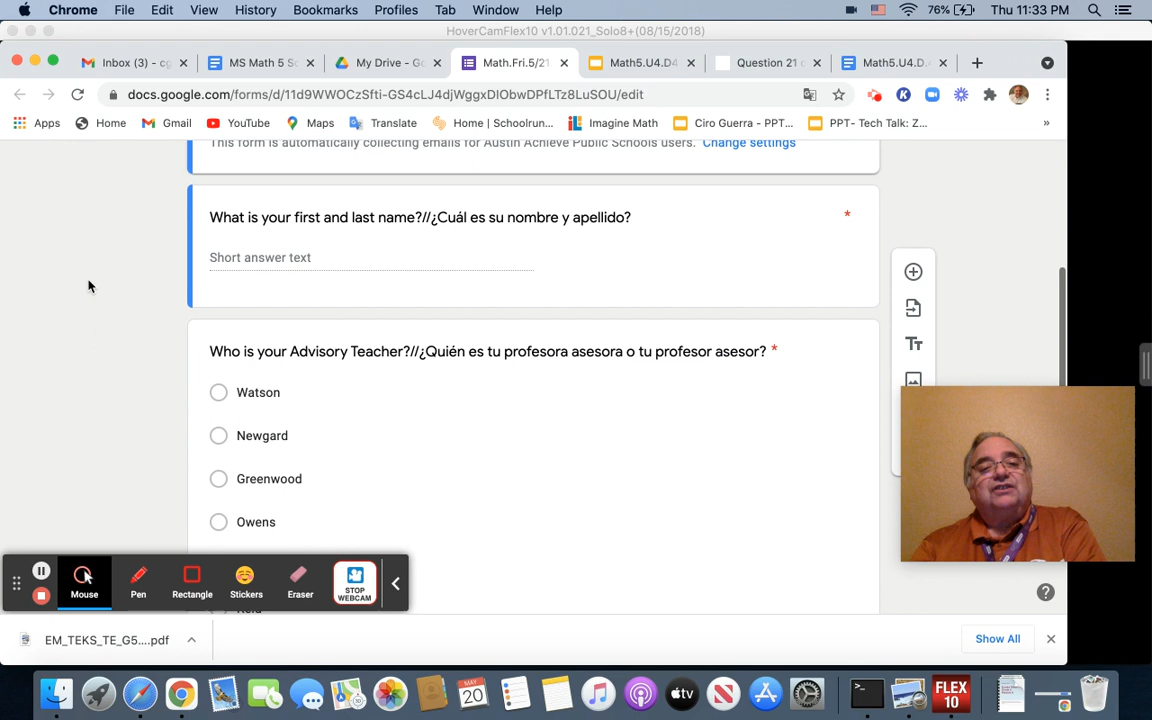 Chrome File Edit View History Bookmarks Profiles Tab Window Help 76% Thu 11:33 PM
HoverCamFlex10 v1.01.021_Solo8+(08/15/2018)
Inbox (3) - cg MS Math 5 Sc My Drive - Go Math.Fri.5/21 Math5.U4.D4 Question 21 o Math5.U4.D.4
docs.google.com/forms/d/11d9WWOCzSfti-GS4cLJ4djWggxDIObwDPfLTz8LuSOU/edit
Apps Home Gmail YouTube Maps Translate Home | Schoolrun... Imagine Math Ciro Guerra - PPT... PPT- Tech Talk: Z... »
This form is automatically collecting emails for Austin Achieve Public Schools users. Change settings
What is your first and last name?//¿Cuál es su nombre y apellido? *
Short answer text
Who is your Advisory Teacher?//¿Quién es tu profesora asesora o tu profesor asesor? *
Watson
Newgard
Greenwood
Owens
Mouse Pen Rectangle Stickers Eraser STOP WEBCAM
EM_TEKS_TE_G5....pdf Show All
MAY 20
FLEX 10